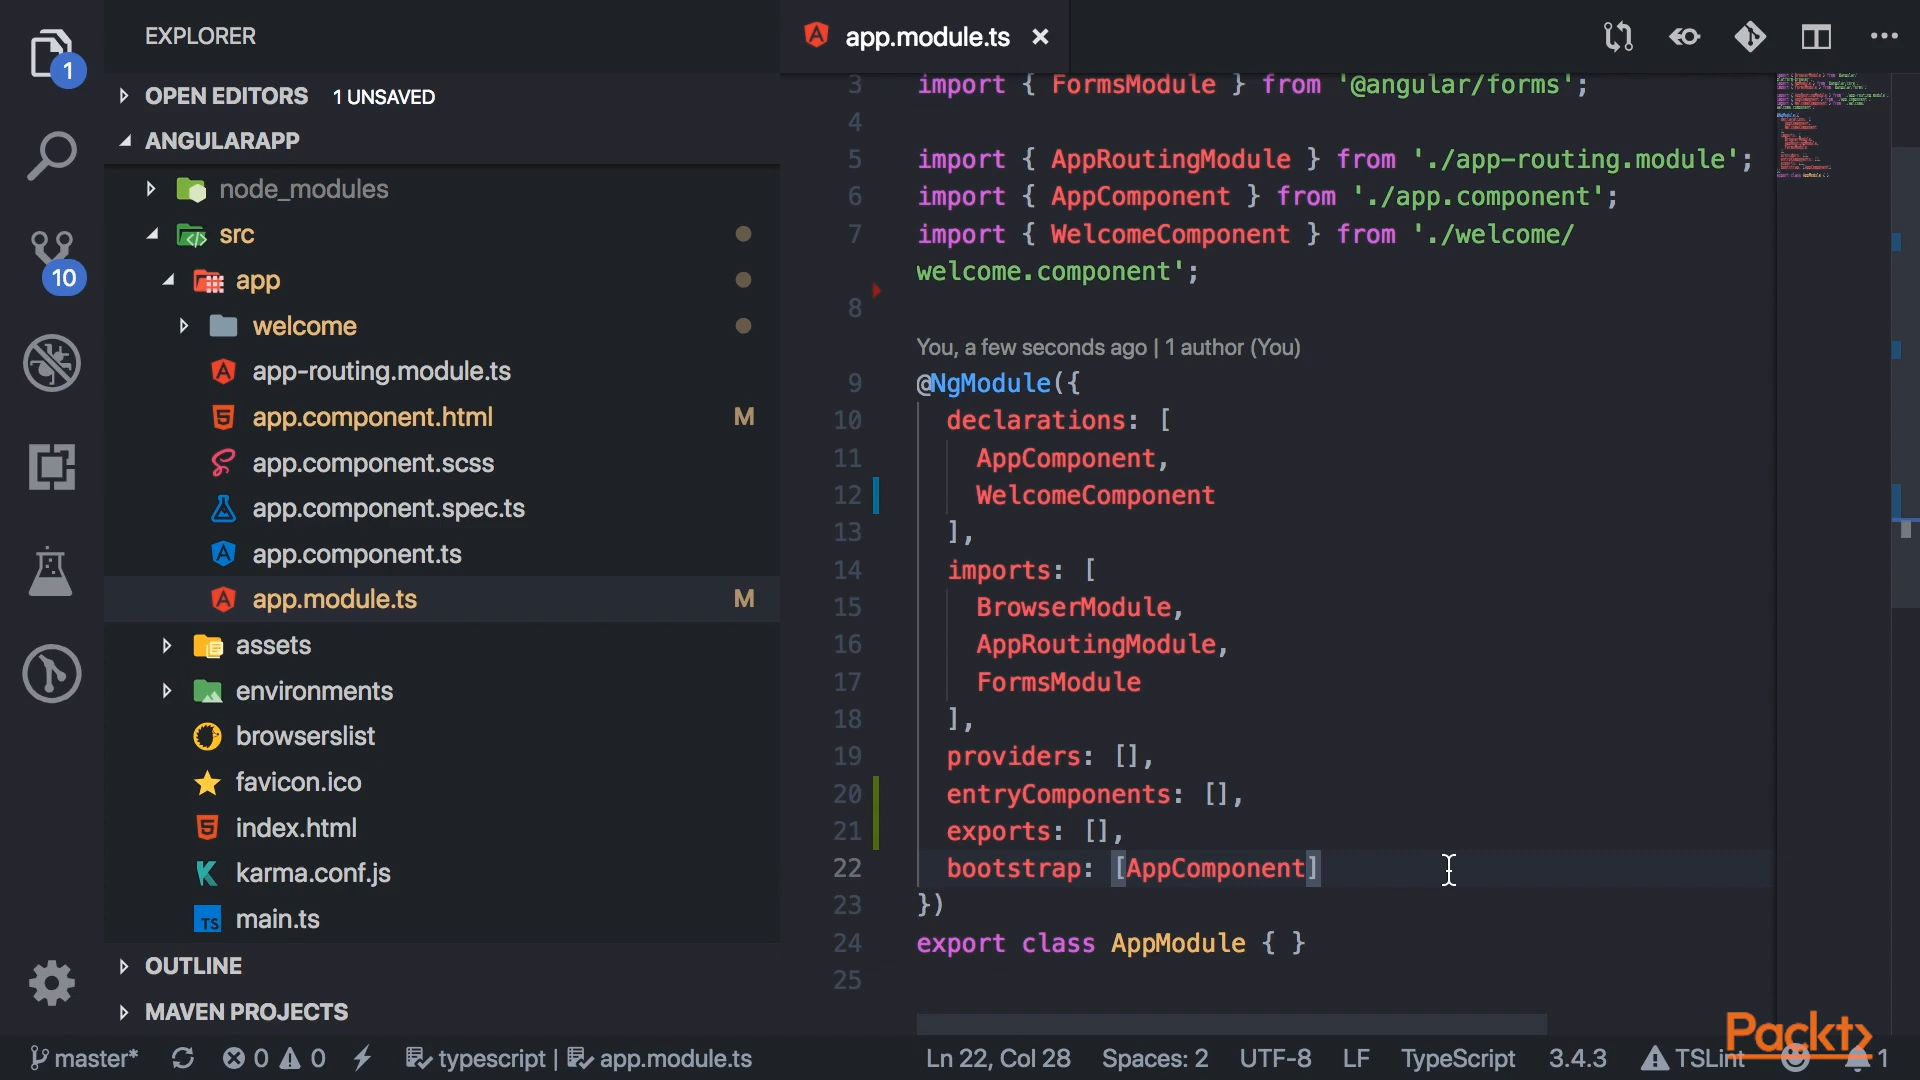 EXPLORER
1
OPEN EDITORS 1 UNSAVED
ANGULARAPP
node_modules
src
app
welcome
app-routing.module.ts
app.component.html M
app.component.scss
app.component.spec.ts
app.component.ts
app.module.ts M
assets
environments
browserslist
favicon.ico
index.html
karma.conf.js
TS main.ts
OUTLINE
MAVEN PROJECTS
10
app.module.ts ×
3 import { FormsModule } from '@angular/forms';
4
5 import { AppRoutingModule } from './app-routing.module';
6 import { AppComponent } from './app.component';
7 import { WelcomeComponent } from './welcome/
welcome.component';
8
You, a few seconds ago | 1 author (You)
9 @NgModule({
10 declarations: [
11 AppComponent,
12 WelcomeComponent
13 ],
14 imports: [
15 BrowserModule,
16 AppRoutingModule,
17 FormsModule
18 ],
19 providers: [],
20 entryComponents: [],
21 exports: [],
22 bootstrap: [AppComponent]
23 })
24 export class AppModule { }
25
Packt>
master* 0 0 typescript | app.module.ts Ln 22, Col 28 Spaces: 2 UTF-8 LF TypeScript 3.4.3 TSLint 1